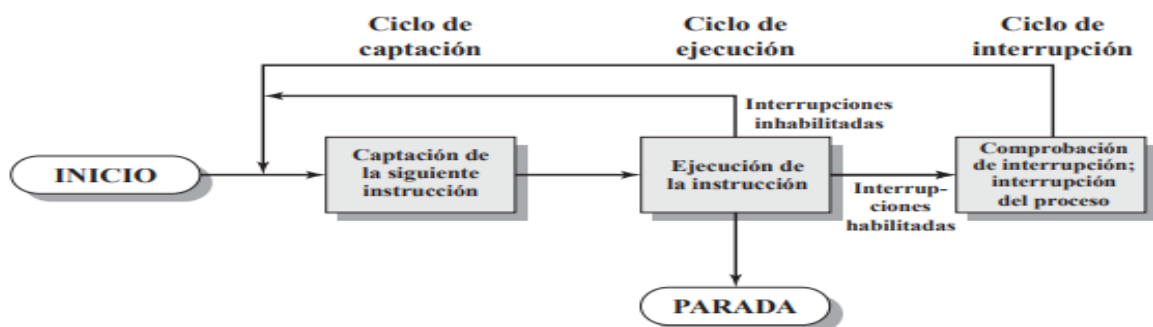 Ciclo de
captación
Ciclo de
ejecución
Ciclo de
interrupción
Interrupciones
inhabilitadas
INICIO
Captación de
la siguiente
instrucción
Ejecución de
la instrucción
Interrup-
ciones
habilitadas
Comprobación
de interrupción;
interrupción
del proceso
PARADA